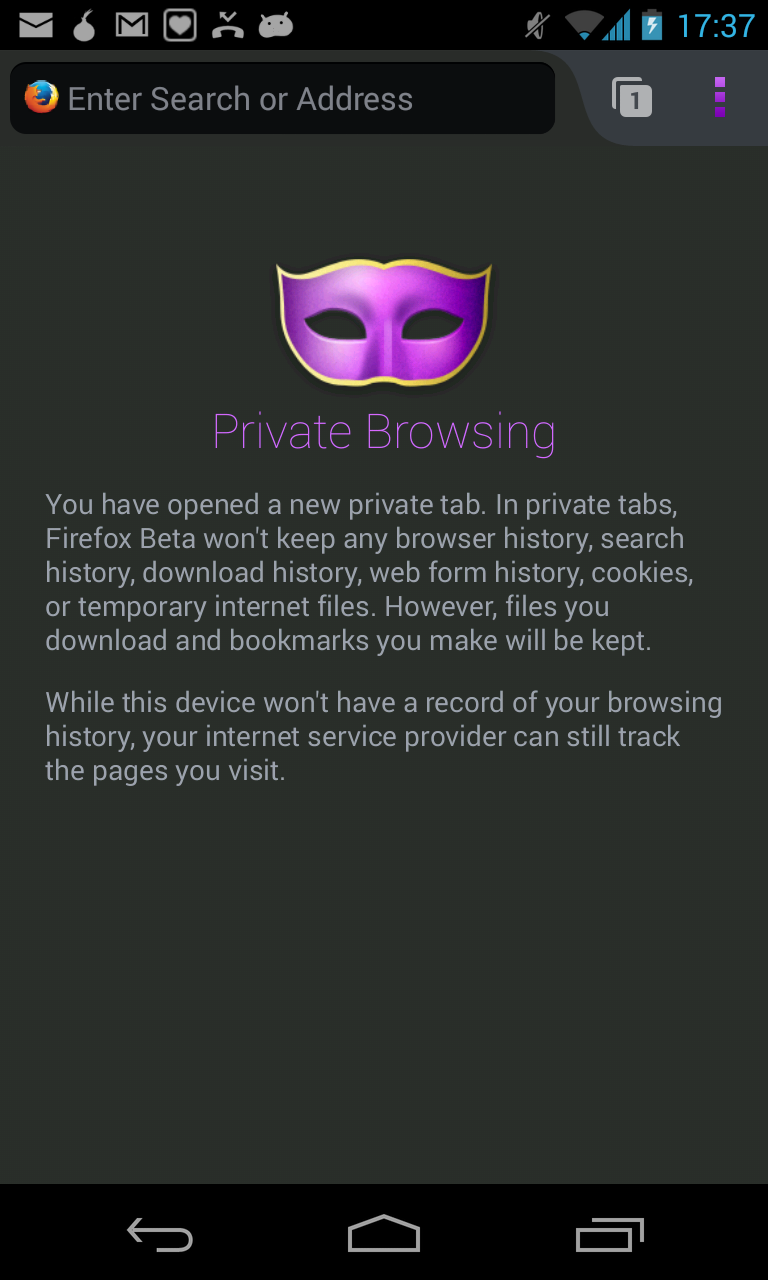 17:37
Enter Search or Address
1
Private Browsing
You have opened a new private tab. In private tabs,
Firefox Beta won't keep any browser history, search
history, download history, web form history, cookies,
or temporary internet files. However, files you
download and bookmarks you make will be kept.
While this device won't have a record of your browsing
history, your internet service provider can still track
the pages you visit.